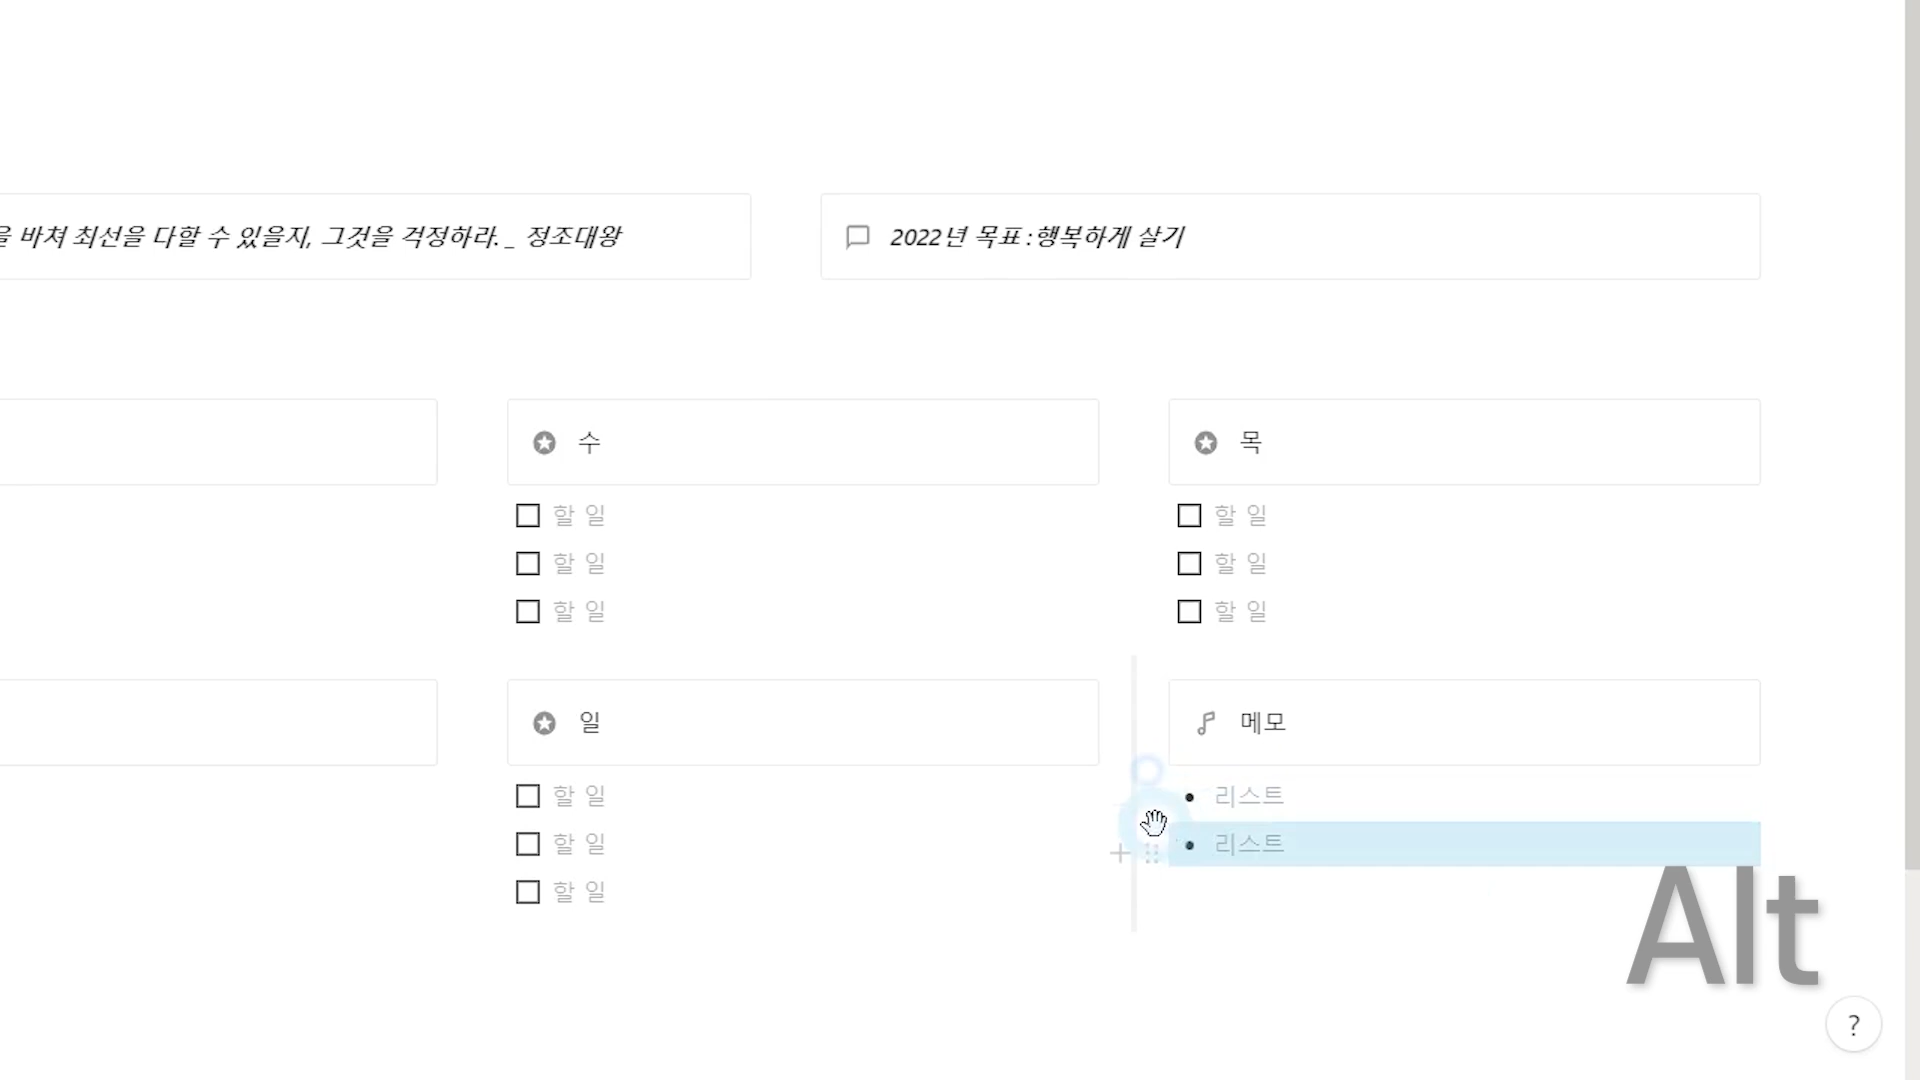 을 바쳐 최선을 다할 수 있을지, 그것을 걱정하라._ 정조대왕
2022년 목표 : 행복하게 살기
수
할 일
할 일
할 일
목
할 일
할 일
할 일
일
할 일
할 일
할 일
메모
리스트
리스트
Alt
?